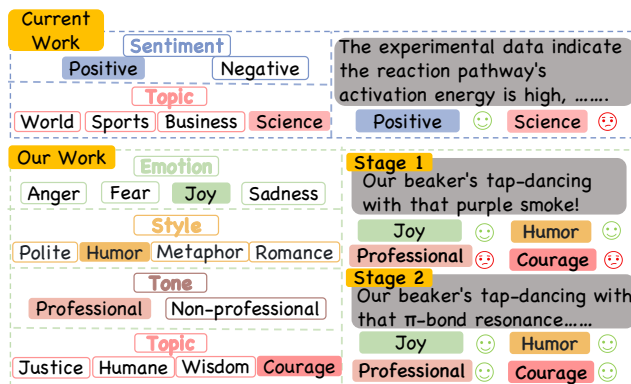 Current
Work
Sentiment
Positive
Negative
Topic
World
Sports
Business
Science
The experimental data indicate
the reaction pathway's
activation energy is high, …….
Positive
Science
Our Work
Emotion
Anger
Fear
Joy
Sadness
Style
Polite
Humor
Metaphor
Romance
Tone
Professional
Non-professional
Topic
Justice
Humane
Wisdom
Courage
Stage 1
Our beaker's tap-dancing
with that purple smoke!
Joy
Humor
Professional
Courage
Stage 2
Our beaker's tap-dancing with
that π-bond resonance……
Joy
Humor
Professional
Courage